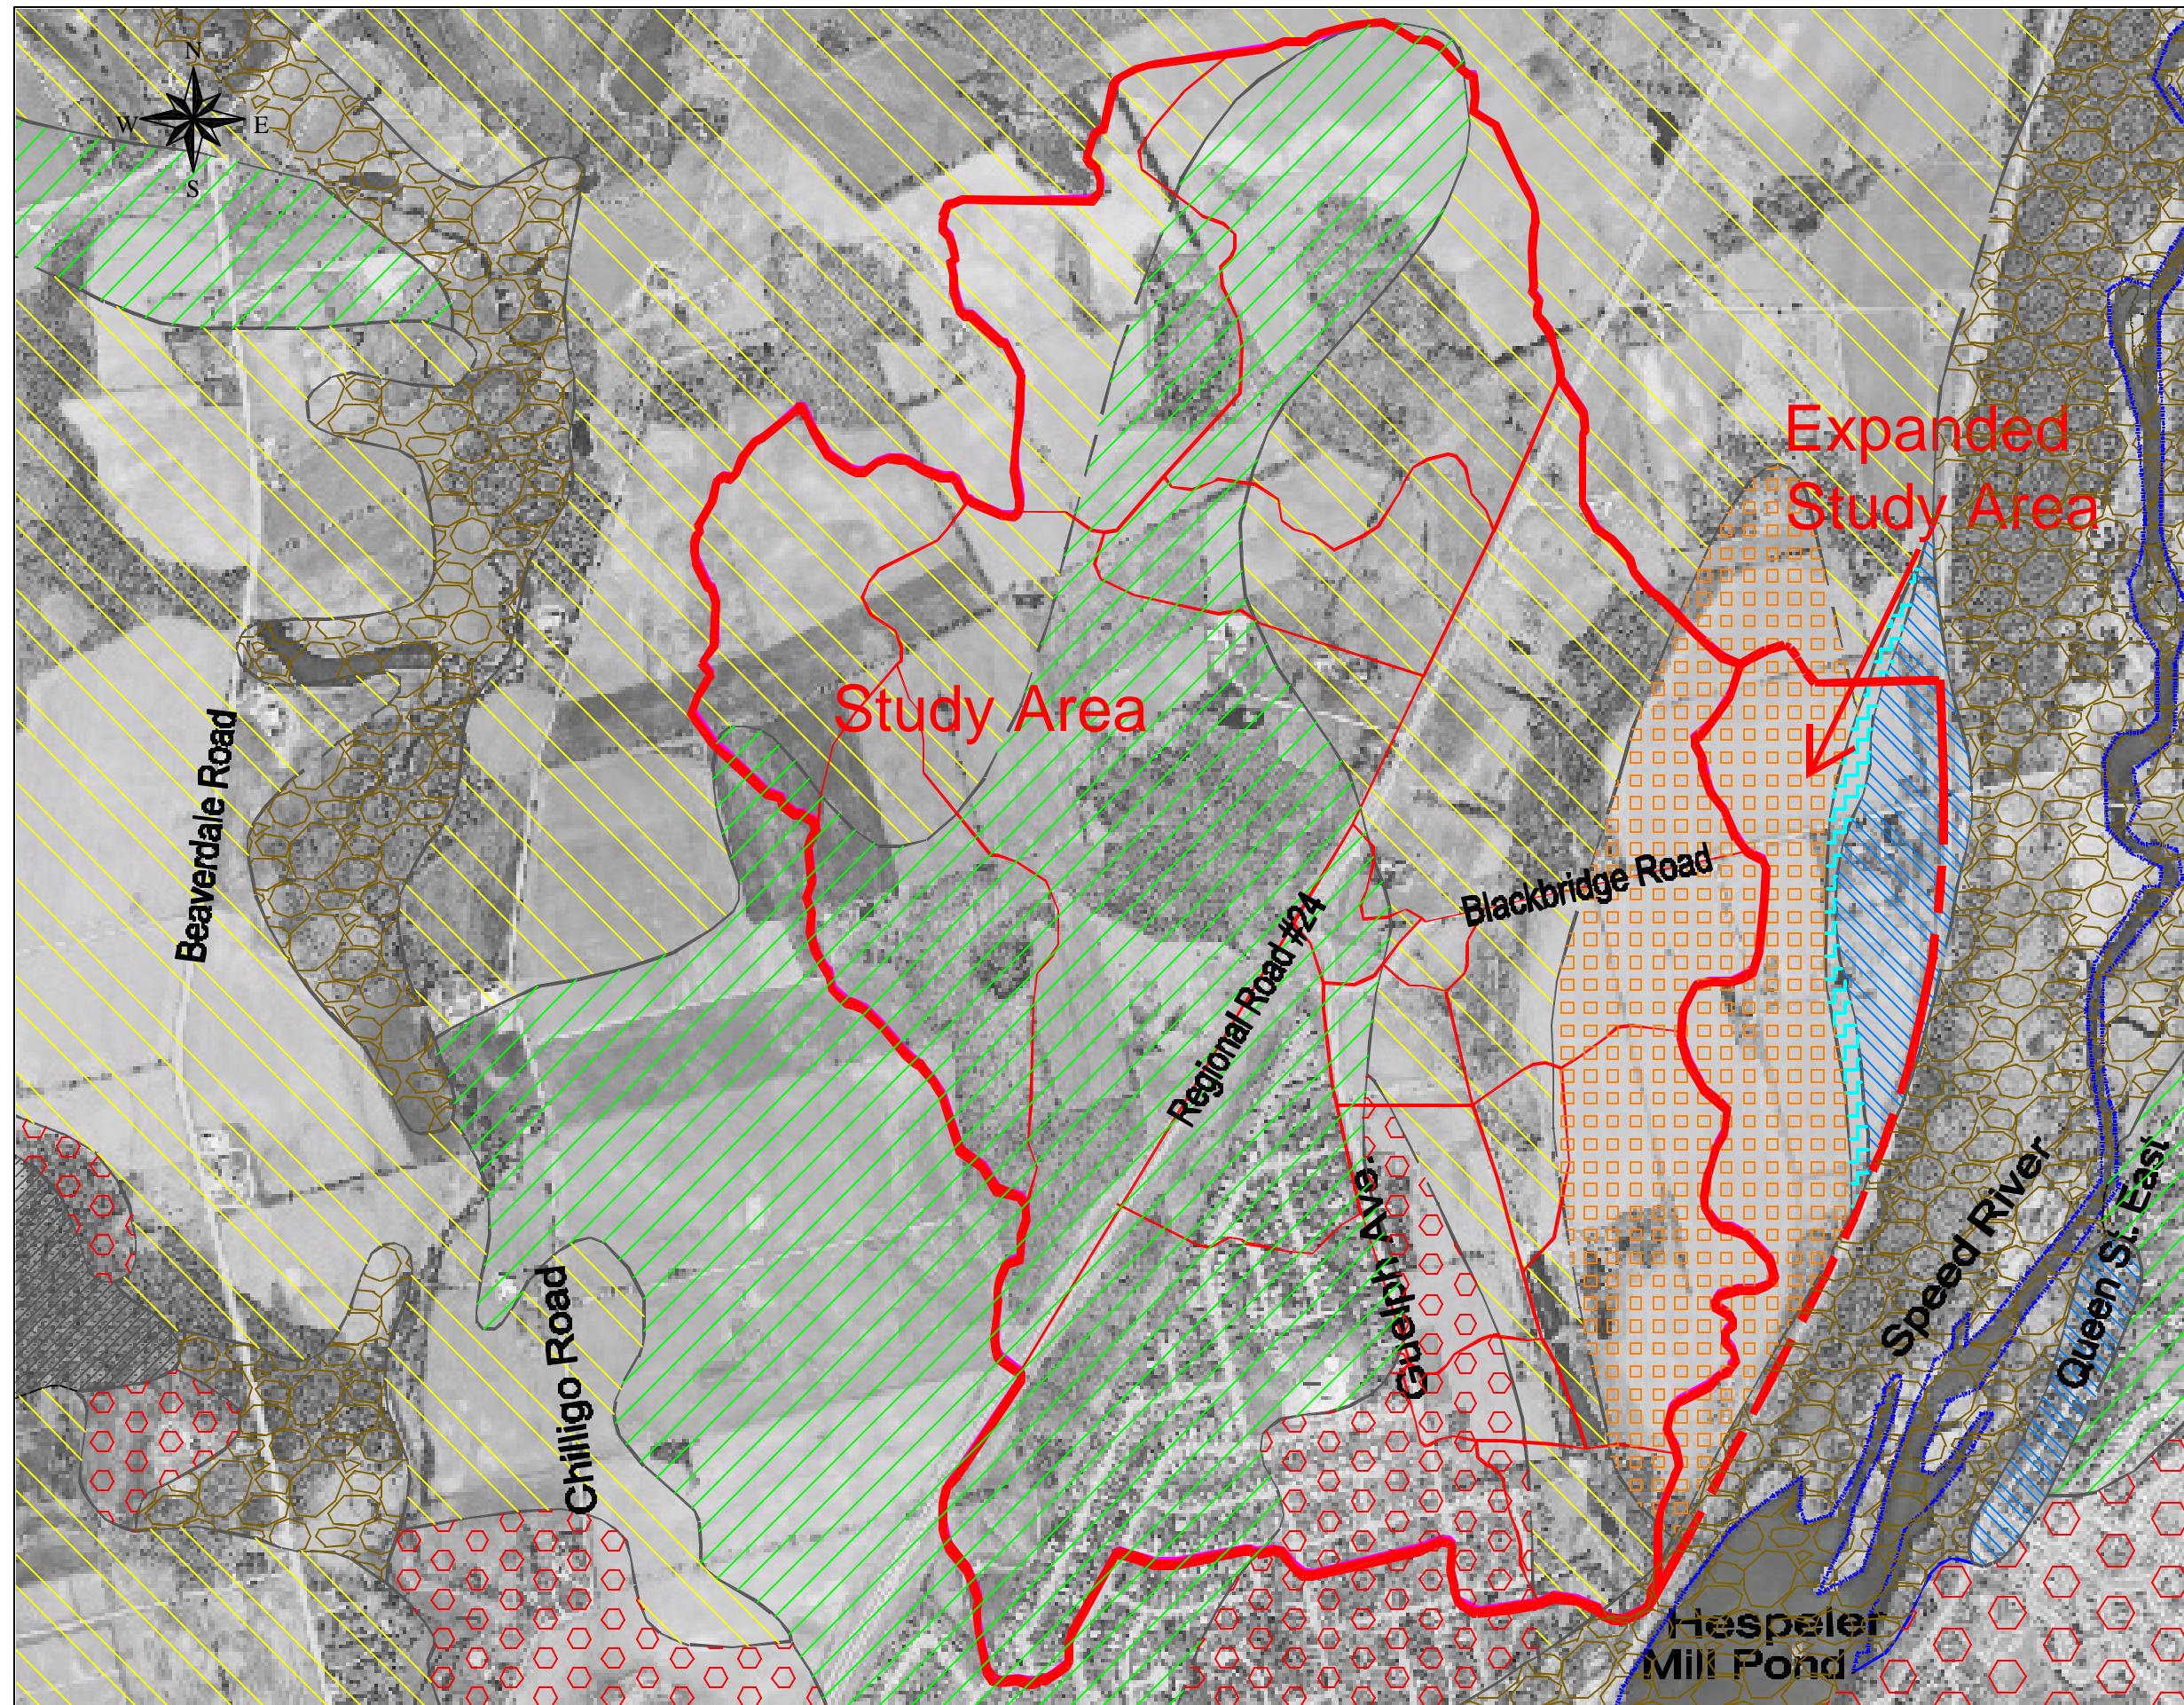 N
W E
S
Expanded
Study Area
Study Area
Beaverdale Road
Blackbridge Road
Regional Road #24
Guelph Ave.
Speed River
Queen St. East
Chilligo Road
Hespeler
Mill Pond